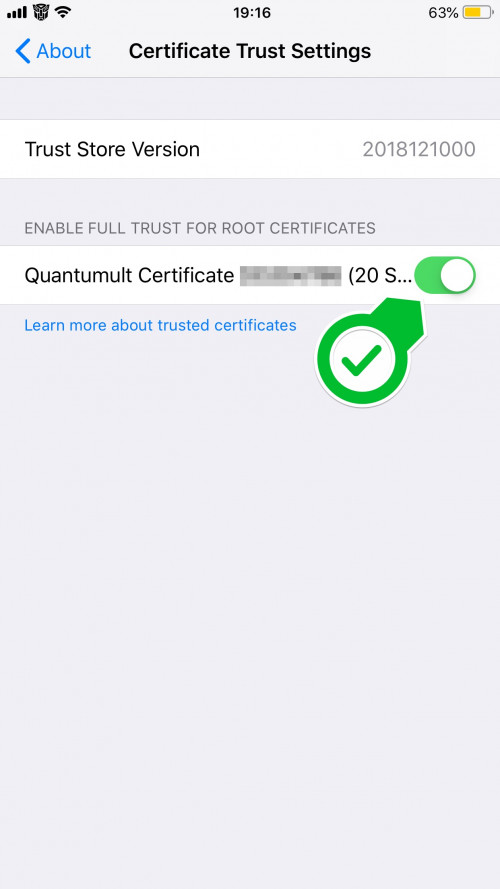 19:16
63%
About
Certificate Trust Settings
Trust Store Version 2018121000
ENABLE FULL TRUST FOR ROOT CERTIFICATES
Quantumult Certificate (20 S...
Learn more about trusted certificates